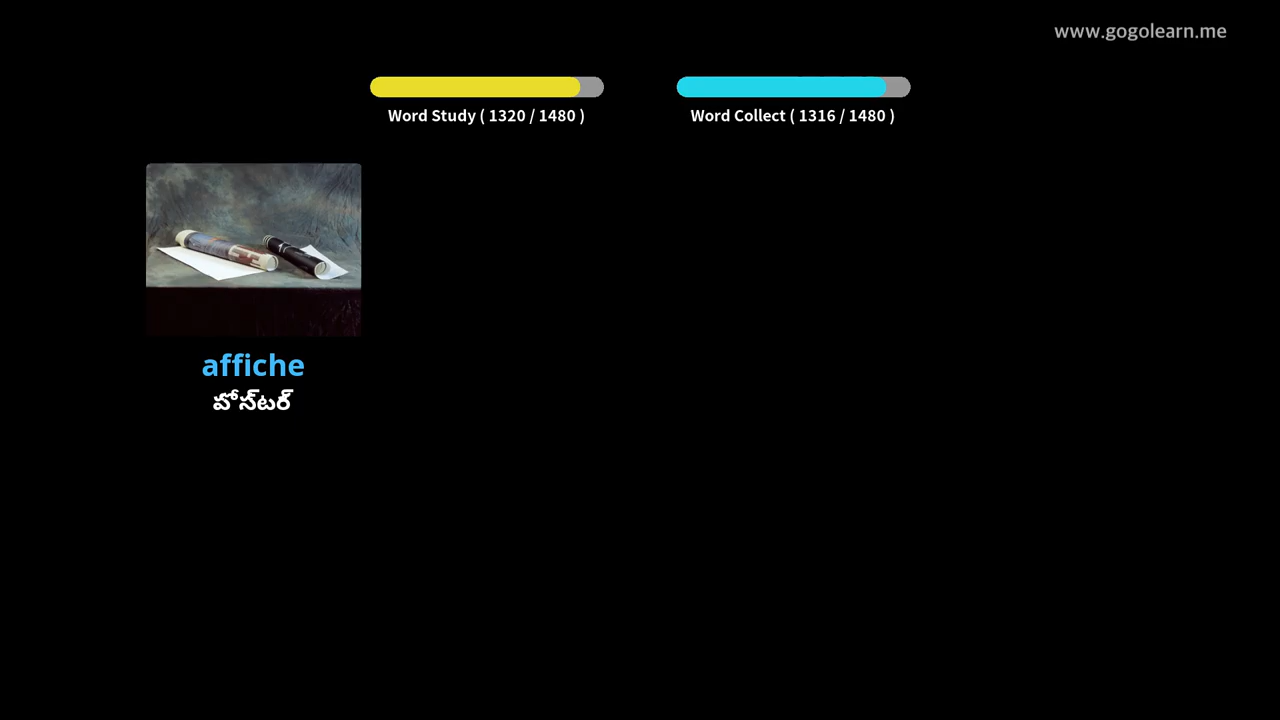 www.gogolearn.me
Word Study ( 1320 / 1480 )
Word Collect ( 1316 / 1480 )
affiche
పోస్టర్